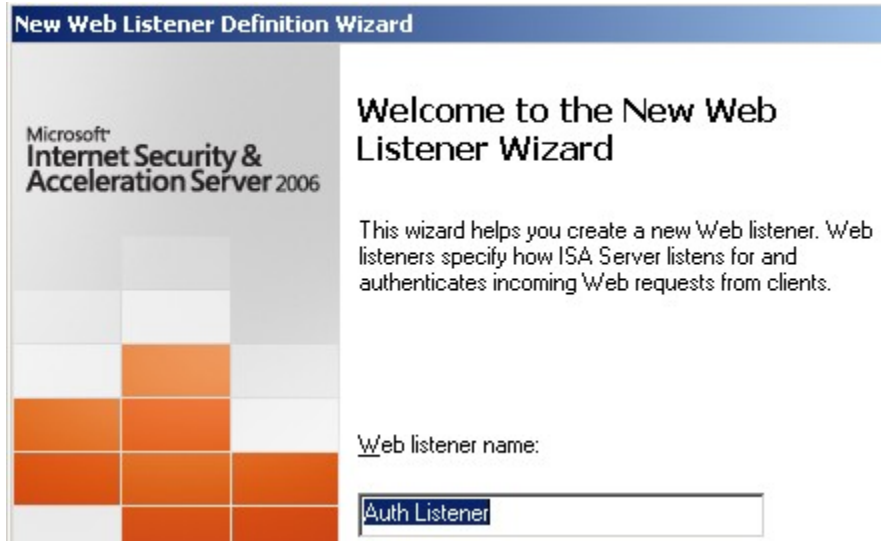 New Web Listener Definition Wizard
Microsoft
Internet Security &
Acceleration Server 2006
Welcome to the New Web
Listener Wizard
This wizard helps you create a new Web listener. Web
listeners specify how ISA Server listens for and
authenticates incoming Web requests from clients.
Web listener name:
Auth Listener